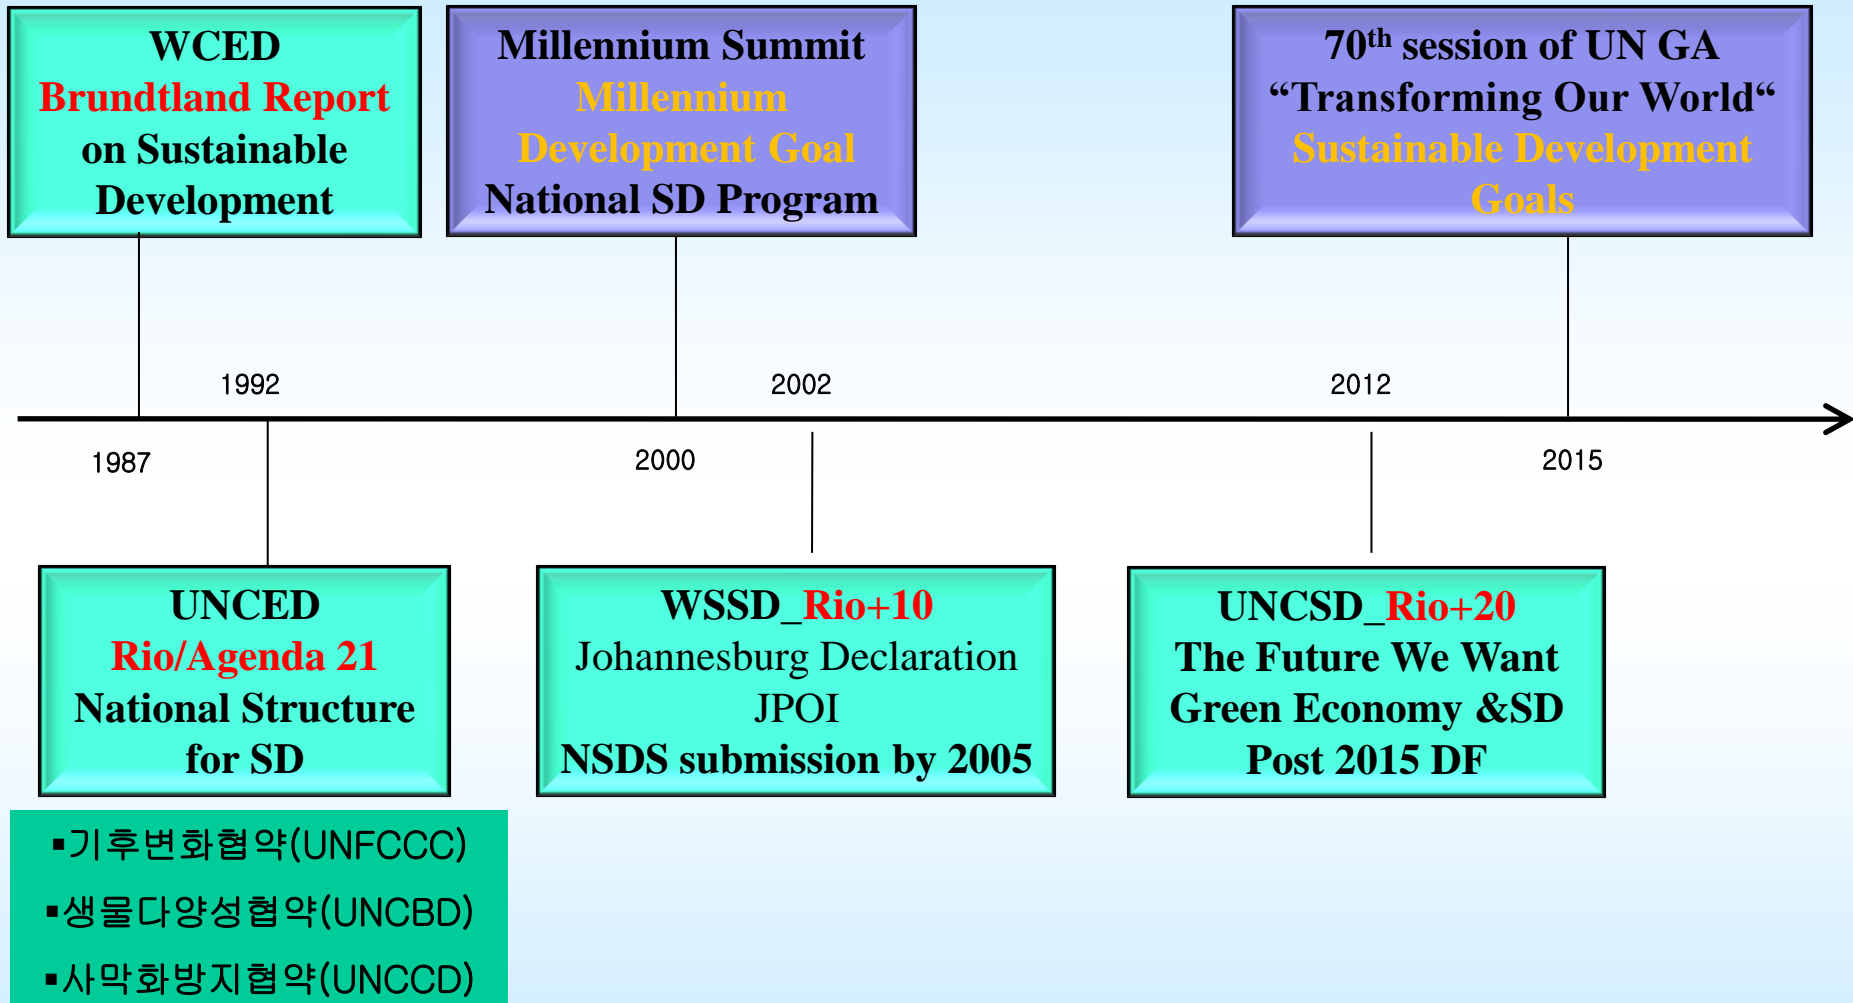 WCED
Brundtland Report
on Sustainable
Development
Millennium Summit
Millennium
Development Goal
National SD Program
70th session of UN GA
“Transforming Our World“
Sustainable Development
Goals
1992
2002
2012
1987
2000
2015
UNCED
Rio/Agenda 21
National Structure
for SD
WSSD_Rio+10
Johannesburg Declaration
JPOI
NSDS submission by 2005
UNCSD_Rio+20
The Future We Want
Green Economy &SD
Post 2015 DF
▪기후변화협약(UNFCCC)
▪생물다양성협약(UNCBD)
▪사막화방지협약(UNCCD)